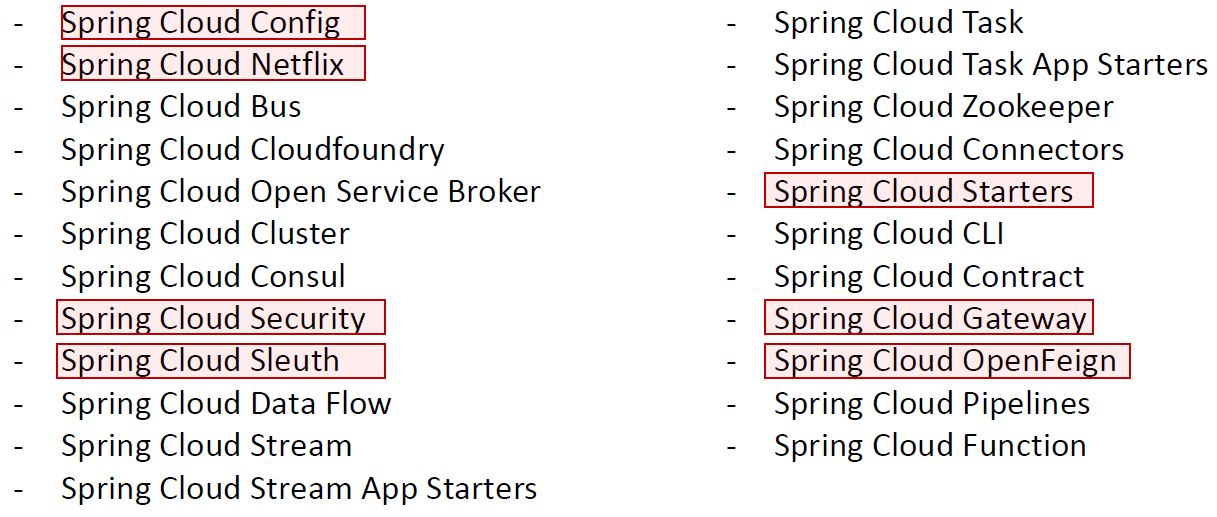 - Spring Cloud Config
- Spring Cloud Netflix
- Spring Cloud Bus
- Spring Cloud Cloudfoundry
- Spring Cloud Open Service Broker
- Spring Cloud Cluster
- Spring Cloud Consul
- Spring Cloud Security
- Spring Cloud Sleuth
- Spring Cloud Data Flow
- Spring Cloud Stream
- Spring Cloud Stream App Starters
- Spring Cloud Task
- Spring Cloud Task App Starters
- Spring Cloud Zookeeper
- Spring Cloud Connectors
- Spring Cloud Starters
- Spring Cloud CLI
- Spring Cloud Contract
- Spring Cloud Gateway
- Spring Cloud OpenFeign
- Spring Cloud Pipelines
- Spring Cloud Function